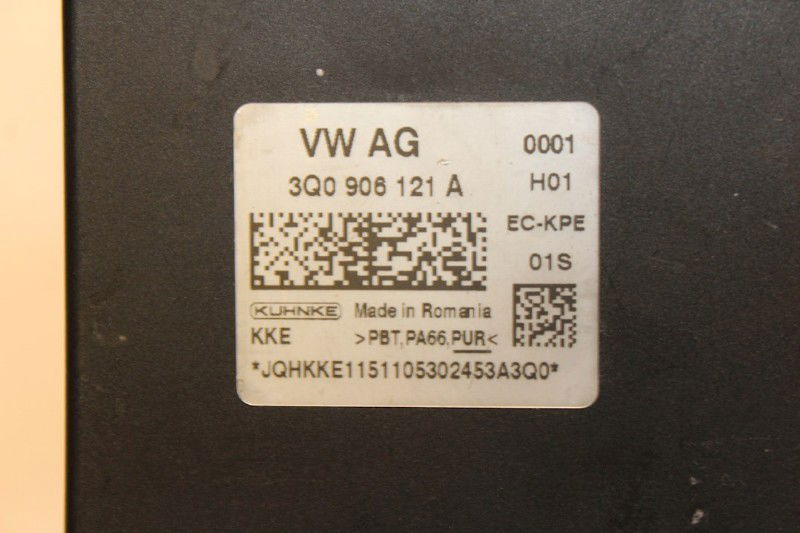 VW AG 0001
3Q0 906 121 A H01
EC-KPE
01S
KUHNKE Made in Romania
KKE >PBT,PA66,PUR<
*JQHKKE1151105302453A3Q0*